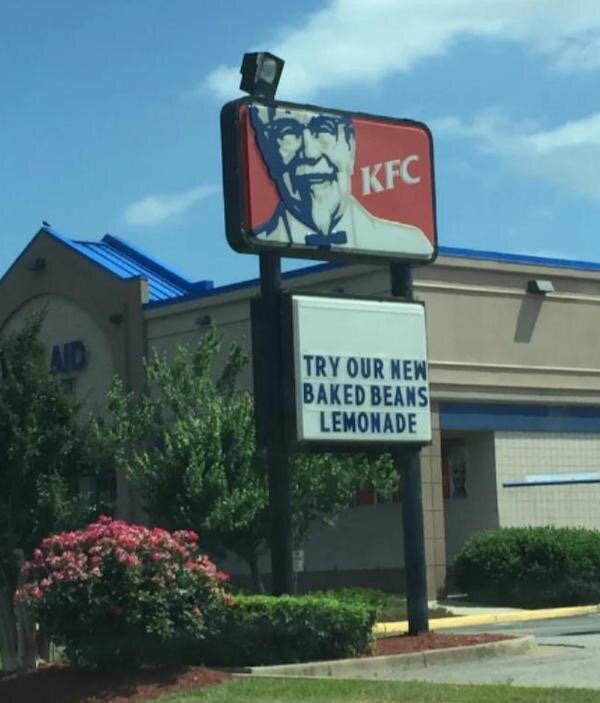 KFC
TRY OUR NEW
BAKED BEANS
LEMONADE
AID